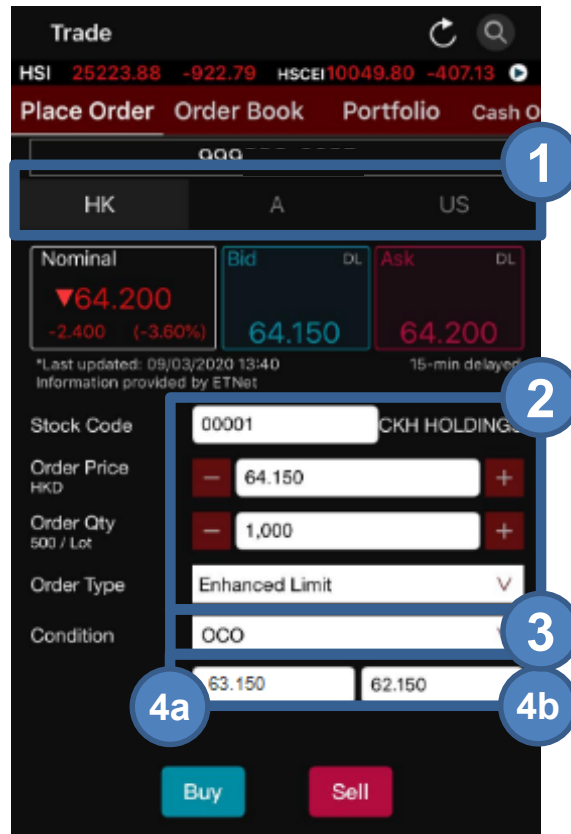 Trade
HSI 25223.88 -922.79 HSCEI 10049.80 -407.13
Place Order Order Book Portfolio Cash O
999
1
HK A US
Nominal Bid DL Ask DL
▼64.200
-2.400 (-3.60%) 64.150 64.200
*Last updated: 09/03/2020 13:40 15-min delayed
Information provided by ETNet
2
Stock Code 00001 CKH HOLDINGS
Order Price
HKD
- 64.150 +
Order Qty
500 / Lot
- 1,000 +
Order Type Enhanced Limit V
Condition OCO
3
63.150 62.150
4a 4b
Buy Sell